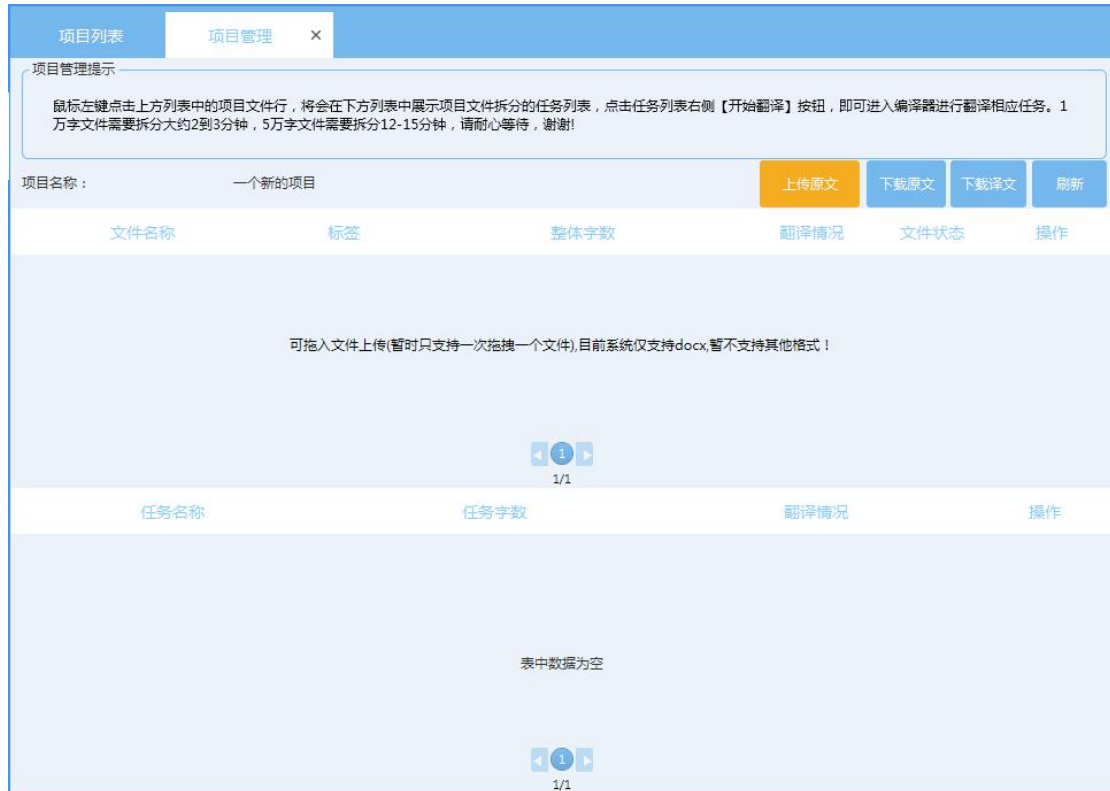 项目列表
项目管理 ×
项目管理提示
鼠标左键点击上方列表中的项目文件行，将会在下方列表中展示项目文件拆分的任务列表，点击任务列表右侧【开始翻译】按钮，即可进入编译器进行翻译相应任务。1
万字文件需要拆分大约2到3分钟，5万字文件需要拆分12-15分钟，请耐心等待，谢谢!
项目名称： 一个新的项目 上传原文 下载原文 下载译文 刷新
文件名称 标签 整体字数 翻译情况 文件状态 操作
可拖入文件上传(暂时只支持一次拖拽一个文件),目前系统仅支持docx,暂不支持其他格式！
1
1/1
任务名称 任务字数 翻译情况 操作
表中数据为空
1
1/1